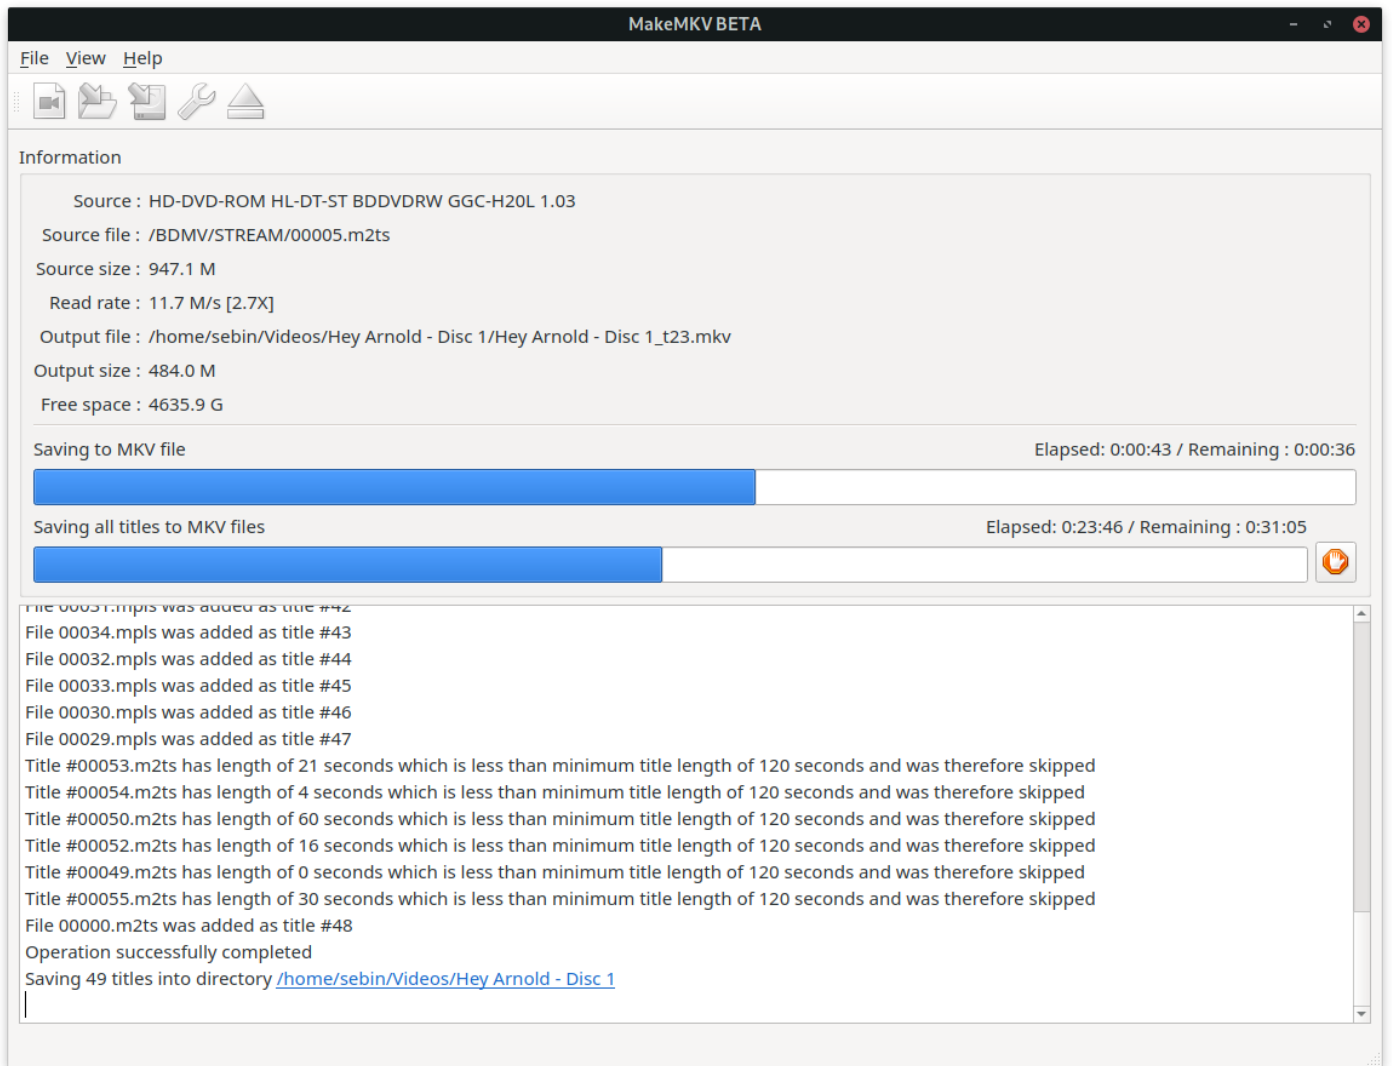 MakeMKV BETA
File View Help
Information
Source : HD-DVD-ROM HL-DT-ST BDDVDRW GGC-H20L 1.03
Source file : /BDMV/STREAM/00005.m2ts
Source size : 947.1 M
Read rate : 11.7 M/s [2.7X]
Output file : /home/sebin/Videos/Hey Arnold - Disc 1/Hey Arnold - Disc 1_t23.mkv
Output size : 484.0 M
Free space : 4635.9 G
Saving to MKV file Elapsed: 0:00:43 / Remaining : 0:00:36
Saving all titles to MKV files Elapsed: 0:23:46 / Remaining : 0:31:05
File 00031.mpls was added as title #42
File 00034.mpls was added as title #43
File 00032.mpls was added as title #44
File 00033.mpls was added as title #45
File 00030.mpls was added as title #46
File 00029.mpls was added as title #47
Title #00053.m2ts has length of 21 seconds which is less than minimum title length of 120 seconds and was therefore skipped
Title #00054.m2ts has length of 4 seconds which is less than minimum title length of 120 seconds and was therefore skipped
Title #00050.m2ts has length of 60 seconds which is less than minimum title length of 120 seconds and was therefore skipped
Title #00052.m2ts has length of 16 seconds which is less than minimum title length of 120 seconds and was therefore skipped
Title #00049.m2ts has length of 0 seconds which is less than minimum title length of 120 seconds and was therefore skipped
Title #00055.m2ts has length of 30 seconds which is less than minimum title length of 120 seconds and was therefore skipped
File 00000.m2ts was added as title #48
Operation successfully completed
Saving 49 titles into directory /home/sebin/Videos/Hey Arnold - Disc 1